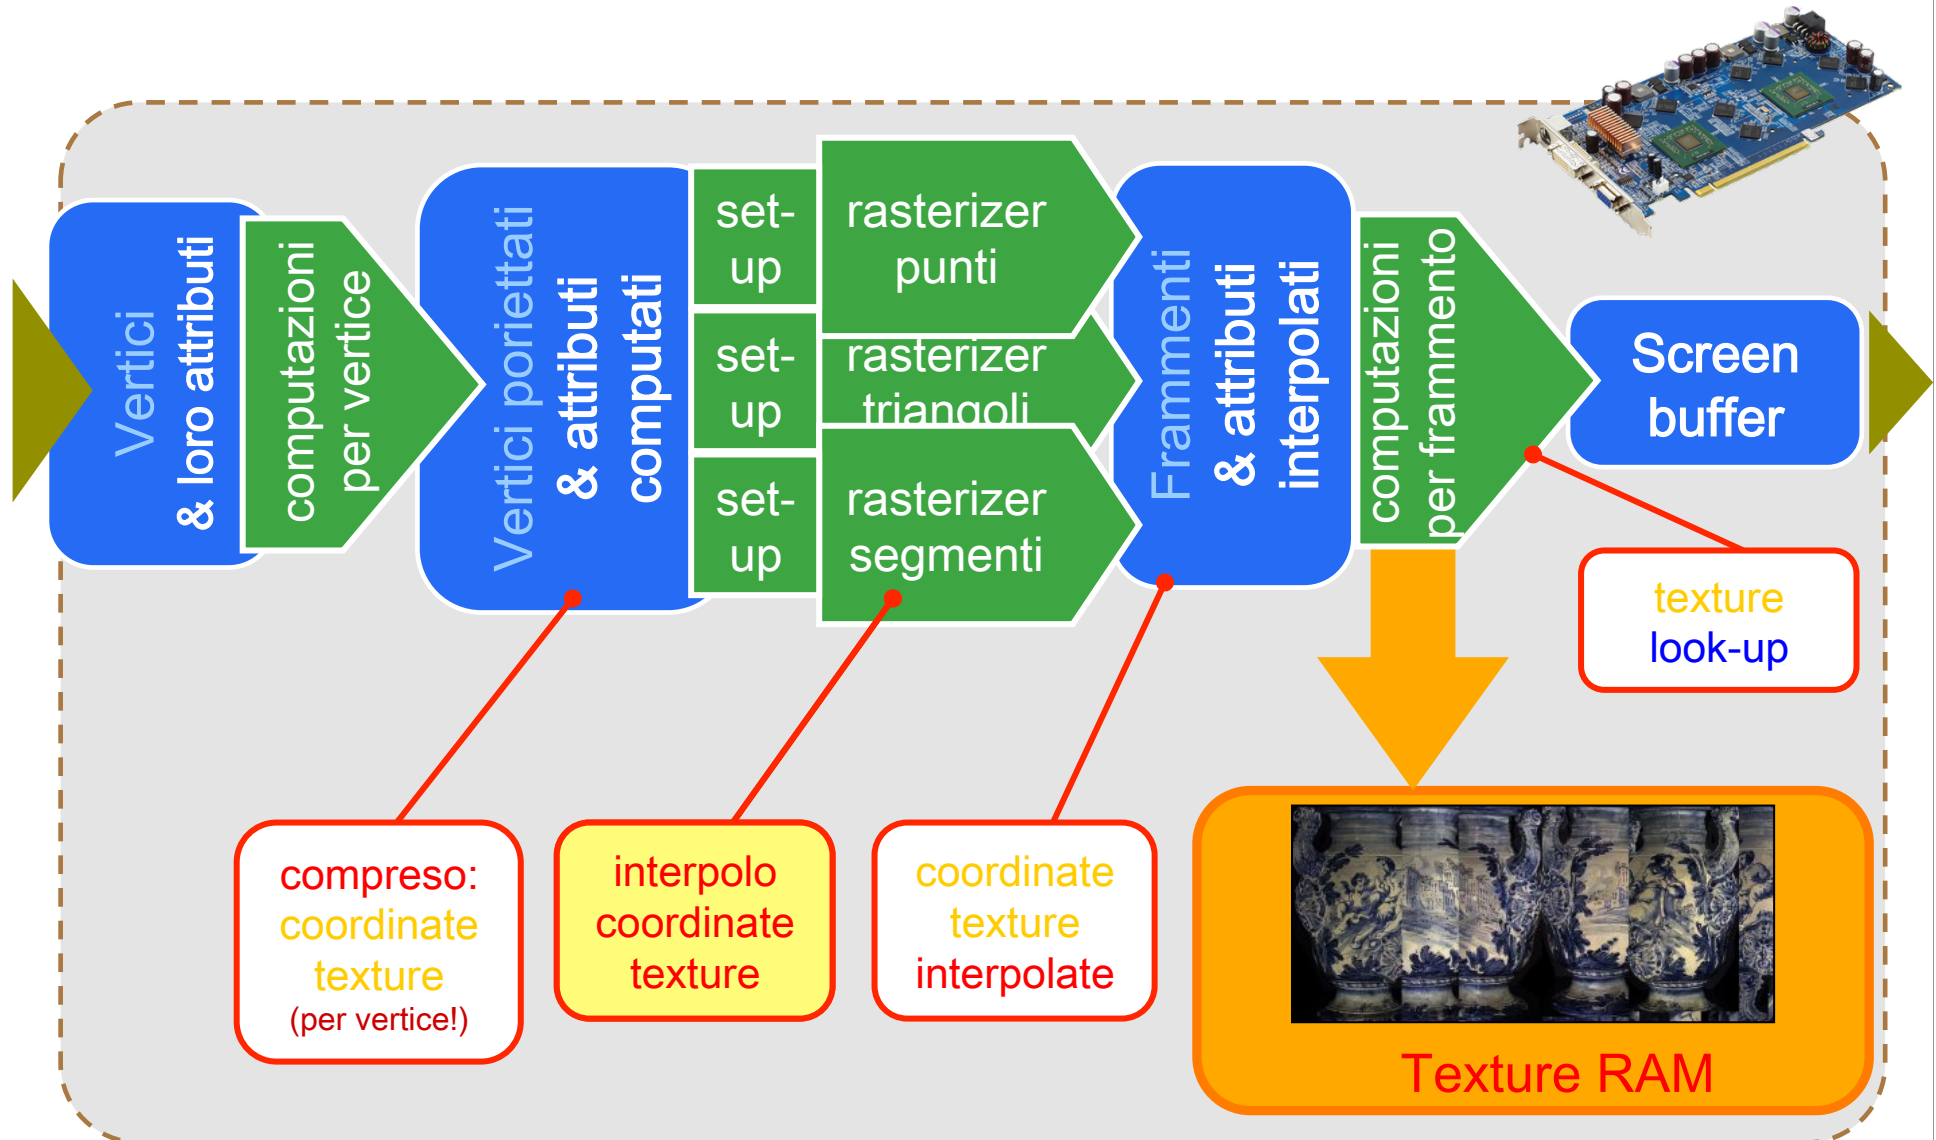 Vertici
& loro attributi
computazioni
per vertice
Vertici poriettati
& attributi
computati
set-
up
rasterizer
punti
set-
up
rasterizer
triangoli
set-
up
rasterizer
segmenti
Frammenti
& attributi
interpolati
computazioni
per frammento
Screen
buffer
texture
look-up
compreso:
coordinate
texture
(per vertice!)
interpolo
coordinate
texture
coordinate
texture
interpolate
Texture RAM